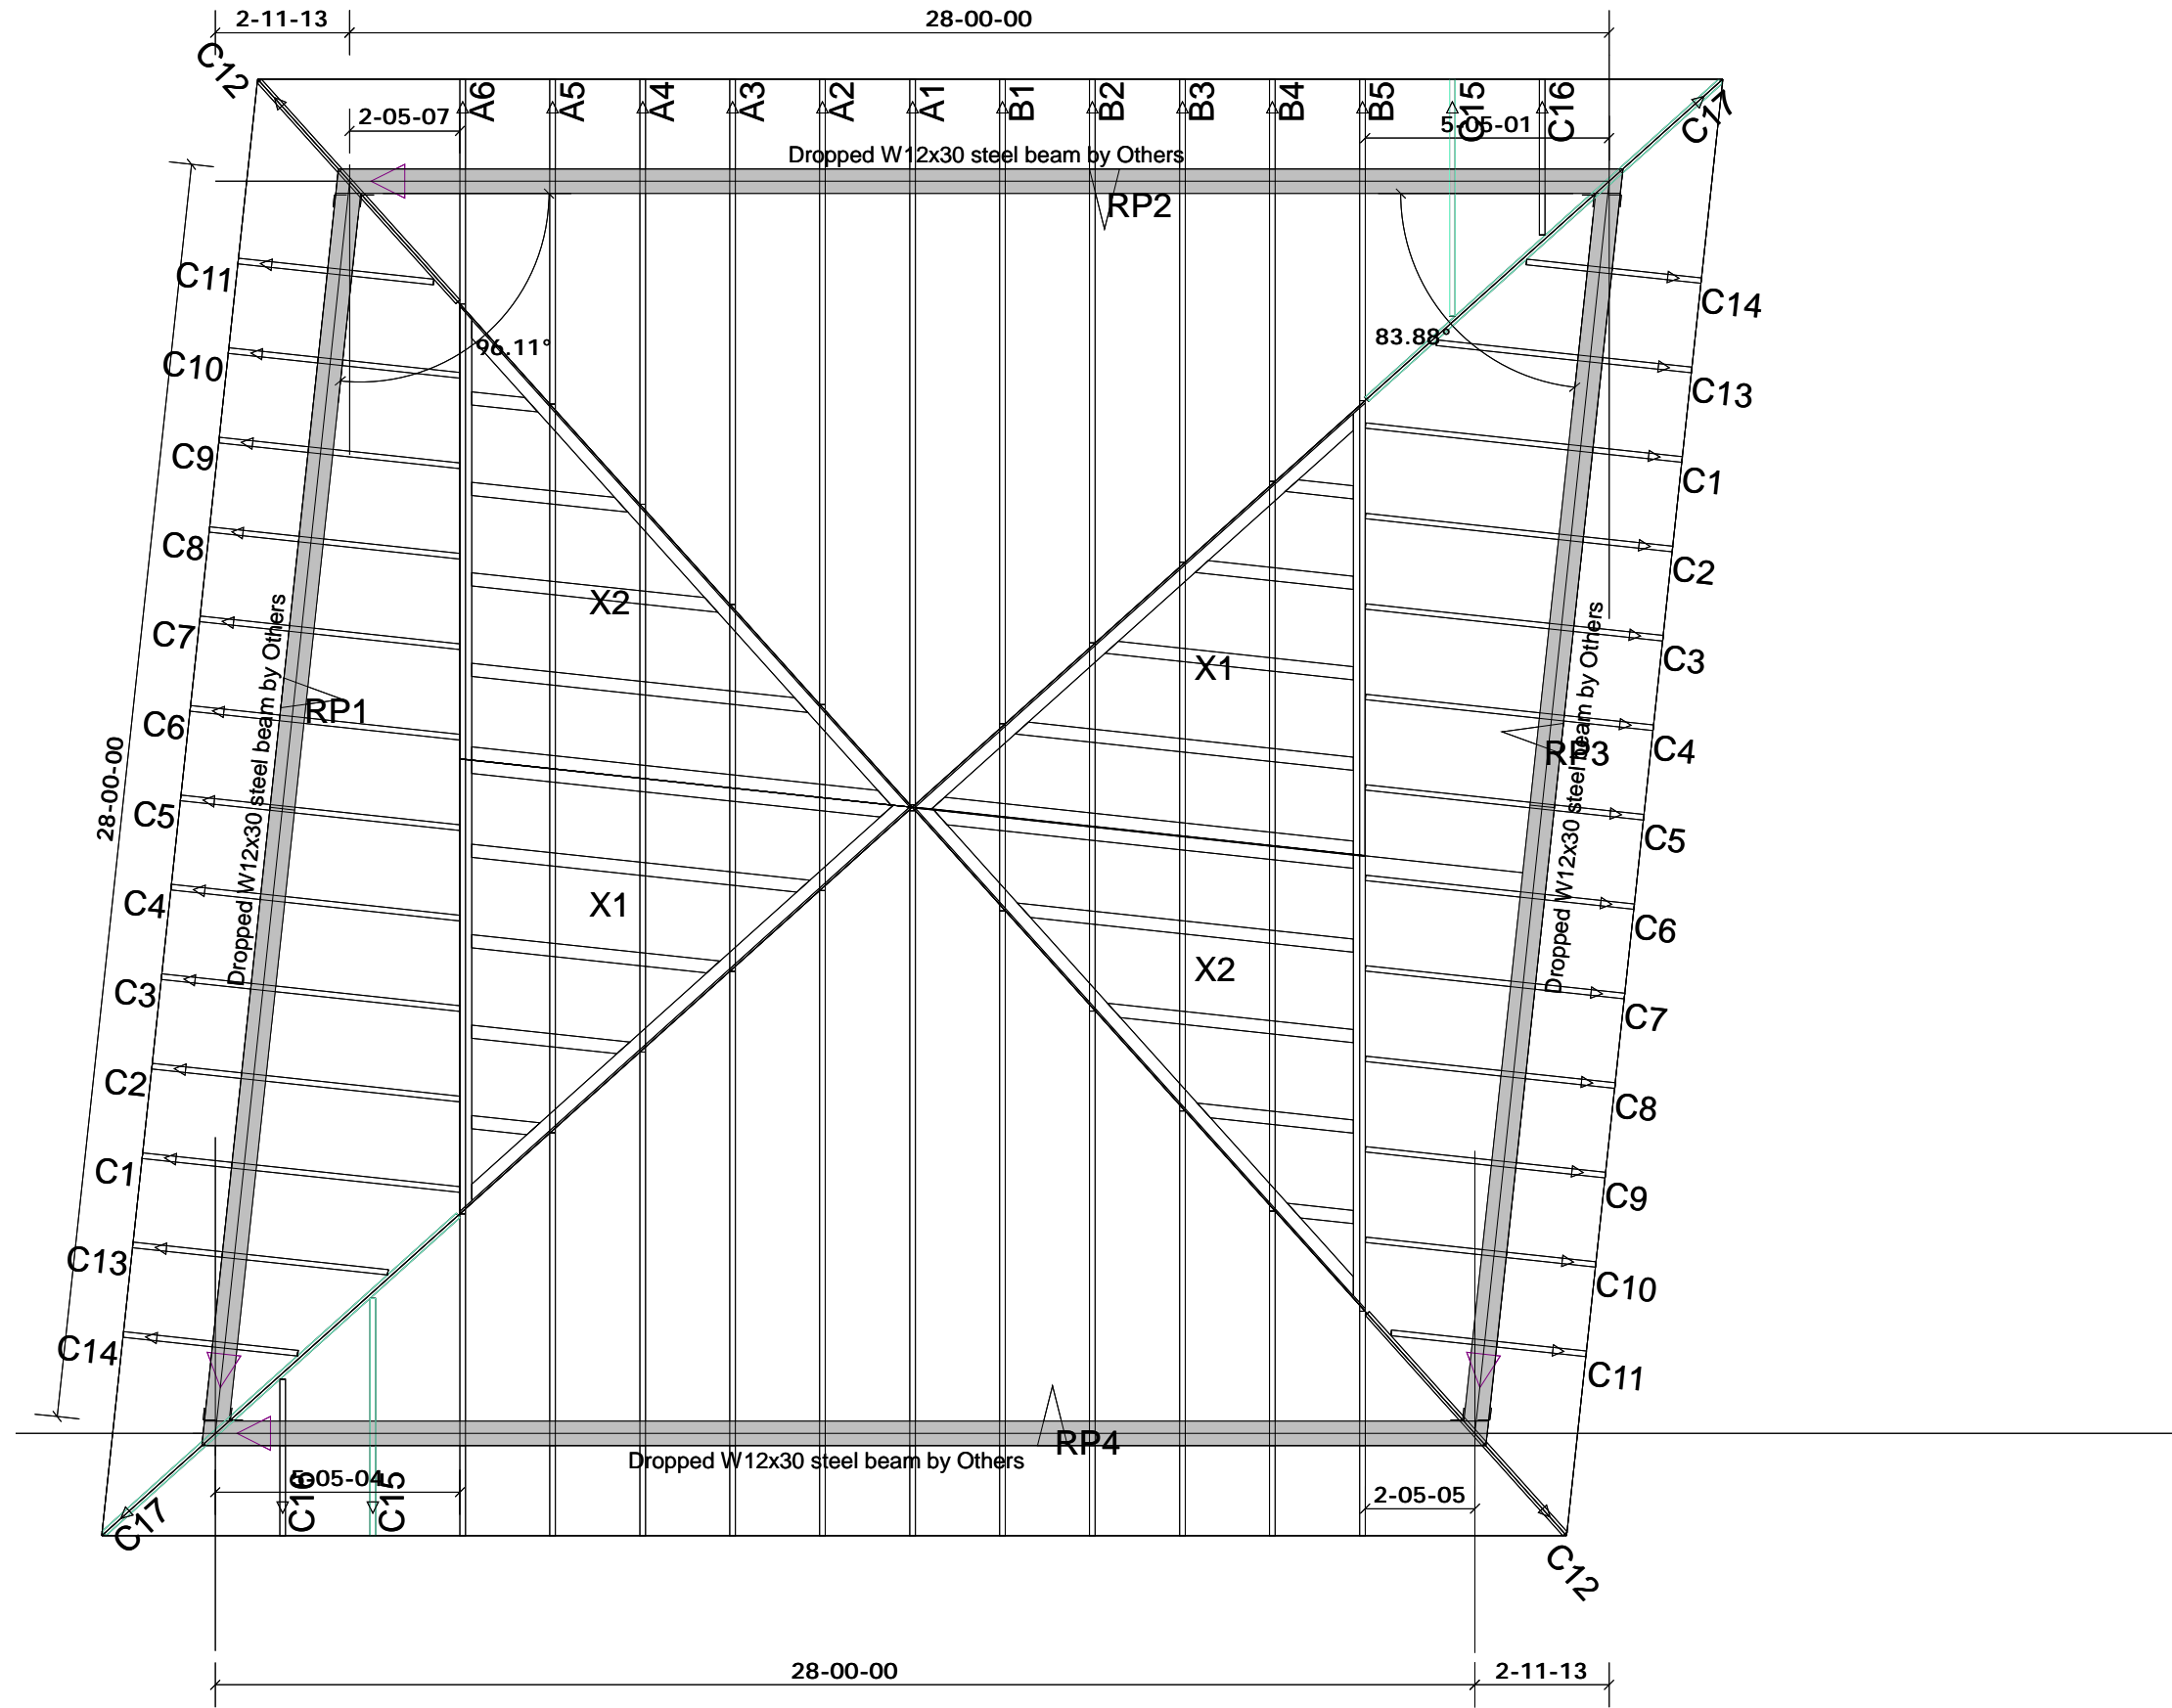 2-11-13
28-00-00
C12
A6
A5
A4
A3
A2
A1
B1
B2
B3
B4
B5
C15
C16
C17
2-05-07
5-05-01
Dropped W12x30 steel beam by Others
RP2
C11
C14
96.11°
83.88°
C10
C13
C9
C1
C8
C2
X2
C7
X1
C3
Dropped W12x30 steel beam by Others
RP1
C6
Dropped W12x30 steel beam by Others
RP3
C4
28-00-00
C5
C5
C4
X1
C6
C3
X2
C7
C2
C8
C1
C9
C13
C10
C14
C11
RP4
Dropped W12x30 steel beam by Others
5-05-04
C16
C15
2-05-05
C17
C12
28-00-00
2-11-13